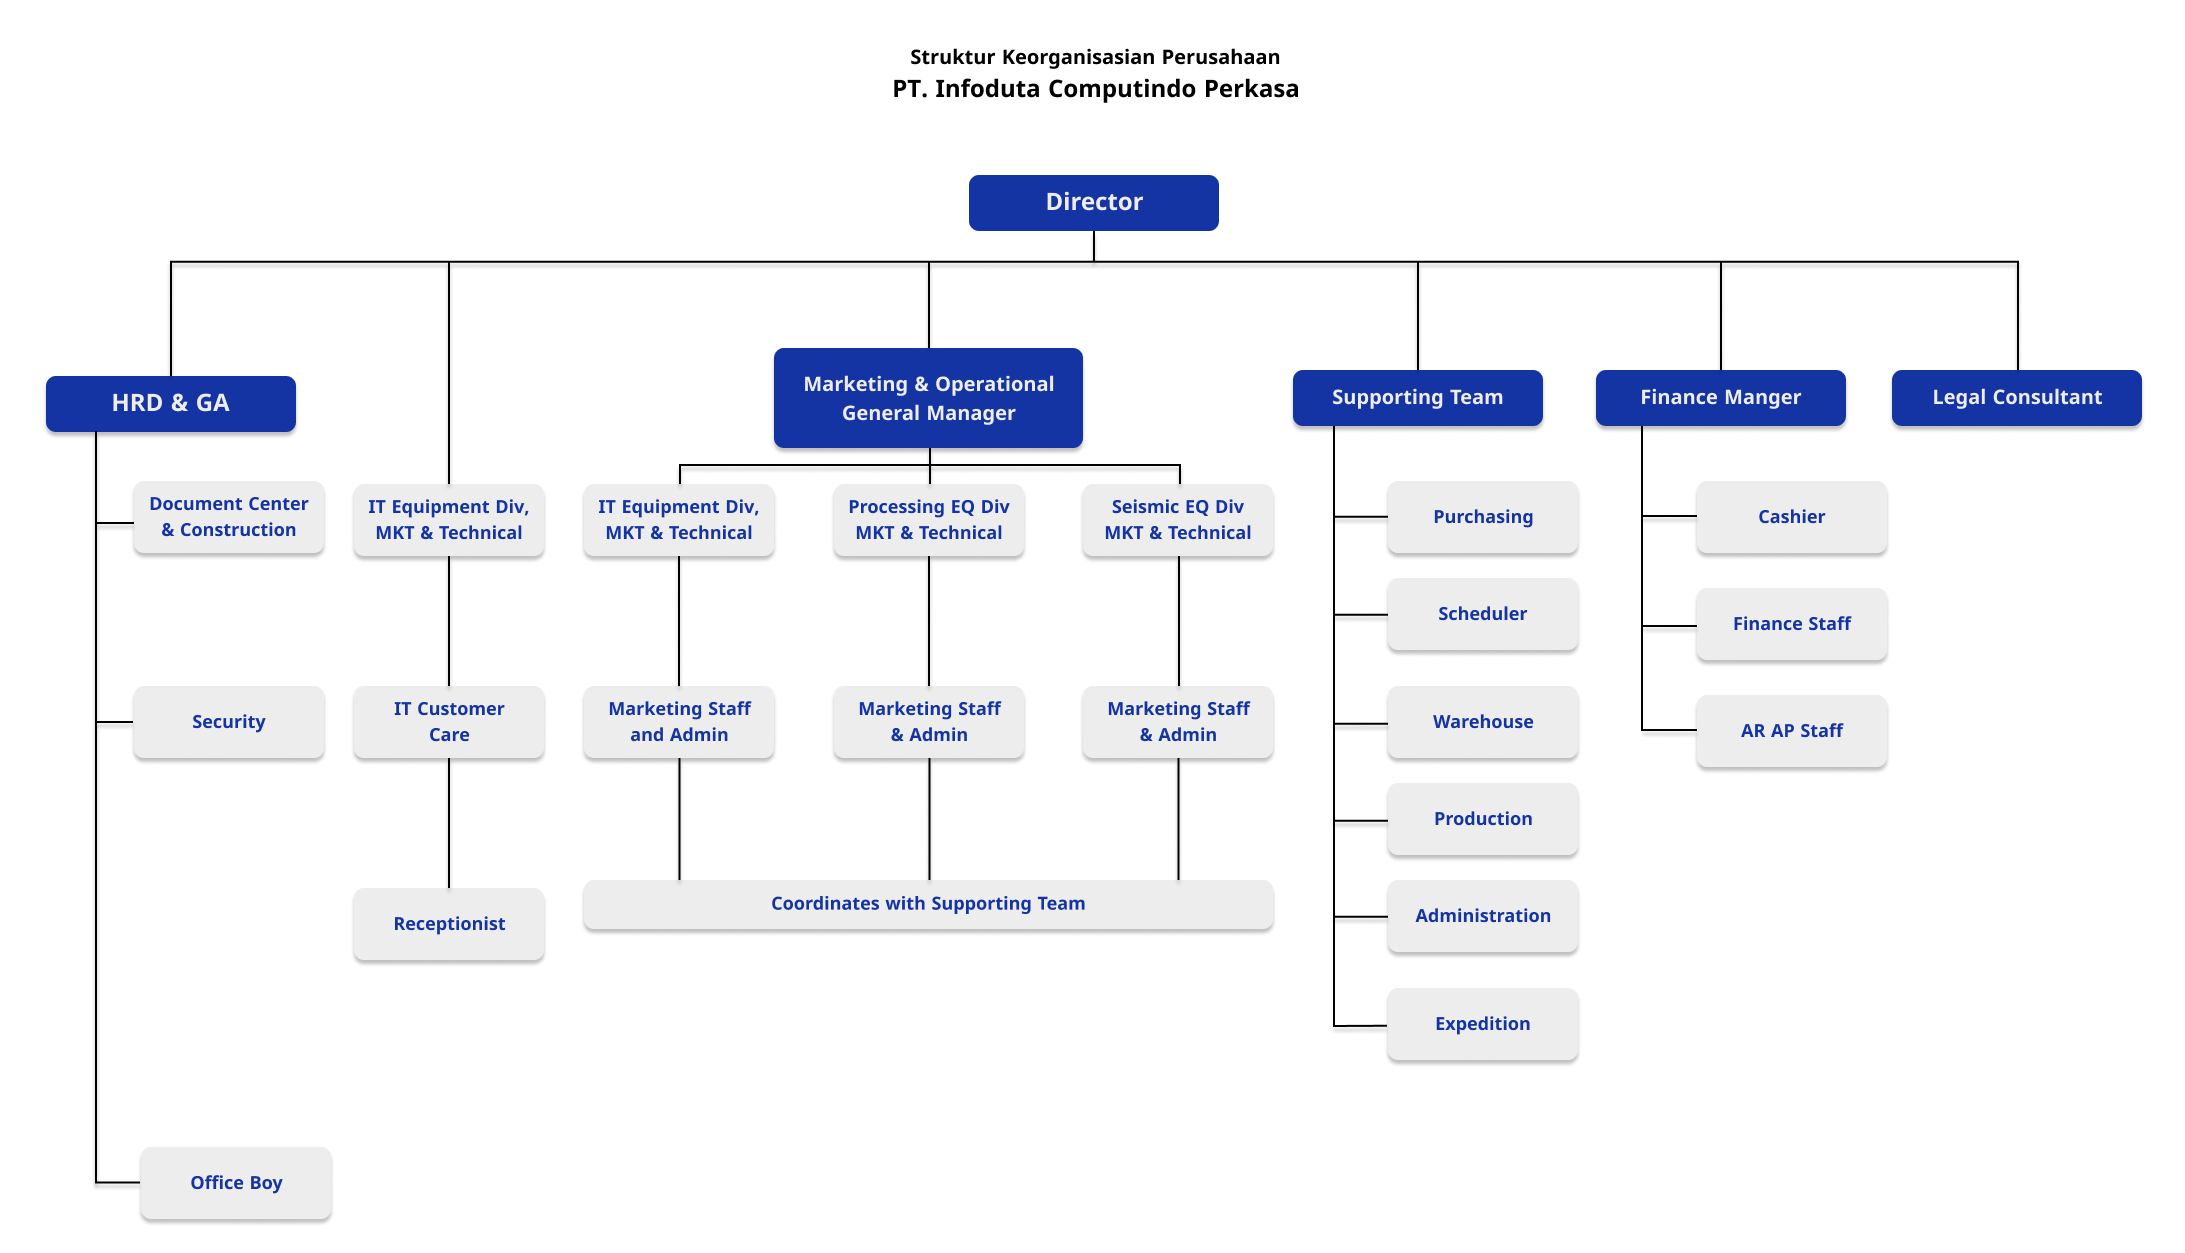 Struktur Keorganisasian Perusahaan
PT. Infoduta Computindo Perkasa
Director
HRD & GA
Marketing & Operational
General Manager
Supporting Team
Finance Manger
Legal Consultant
Document Center
& Construction
IT Equipment Div,
MKT & Technical
IT Equipment Div,
MKT & Technical
Processing EQ Div
MKT & Technical
Seismic EQ Div
MKT & Technical
Purchasing
Cashier
Scheduler
Finance Staff
Security
IT Customer
Care
Marketing Staff
and Admin
Marketing Staff
& Admin
Marketing Staff
& Admin
Warehouse
AR AP Staff
Production
Receptionist
Coordinates with Supporting Team
Administration
Expedition
Office Boy